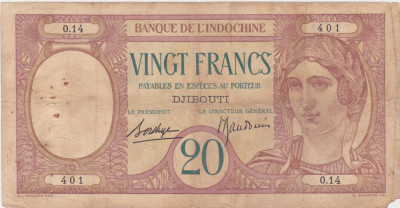 BANQUE DE L'INDOCHINE
0.14 401
VINGT FRANCS
PAYABLES EN ESPÈCES AU PORTEUR
DJIBOUTI
LE PRÉSIDENT LE DIRECTEUR GÉNÉRAL
20
401 0.14